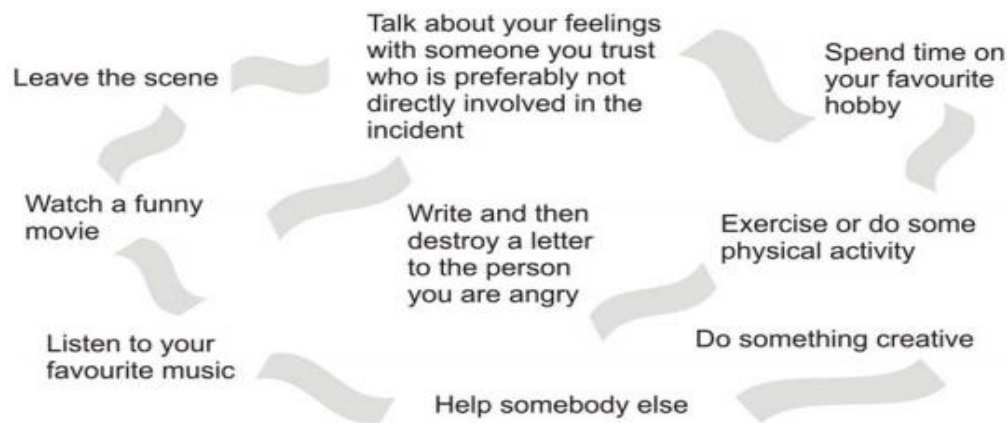 Leave the scene
Talk about your feelings
with someone you trust
who is preferably not
directly involved in the
incident
Spend time on
your favourite
hobby
Watch a funny
movie
Write and then
destroy a letter
to the person
you are angry
Exercise or do some
physical activity
Listen to your
favourite music
Do something creative
Help somebody else